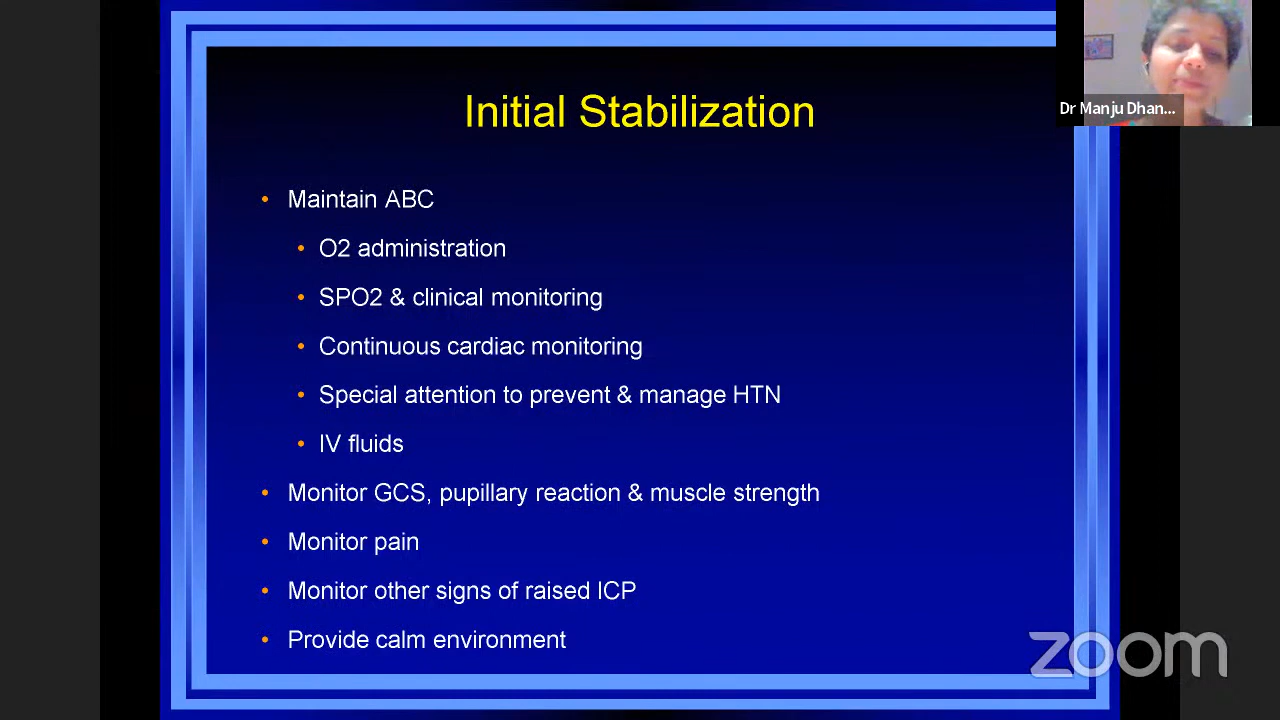 Initial Stabilization
Dr Manju Dhan...
Maintain ABC
O2 administration
SPO2 & clinical monitoring
Continuous cardiac monitoring
Special attention to prevent & manage HTN
IV fluids
Monitor GCS, pupillary reaction & muscle strength
Monitor pain
Monitor other signs of raised ICP
Provide calm environment
zoom